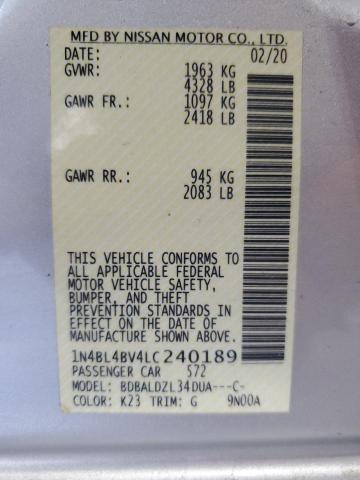 MFD BY NISSAN MOTOR CO., LTD.
DATE: 02/20
GVWR: 1963 KG
4328 LB
GAWR FR.: 1097 KG
2418 LB
GAWR RR.: 945 KG
2083 LB
THIS VEHICLE CONFORMS TO
ALL APPLICABLE FEDERAL
MOTOR VEHICLE SAFETY,
BUMPER, AND THEFT
PREVENTION STANDARDS IN
EFFECT ON THE DATE OF
MANUFACTURE SHOWN ABOVE.
1N4BL4BV4LC240189
PASSENGER CAR 572
MODEL: BDBALDZL34DUA---C-
COLOR: K23 TRIM: G 9N00A